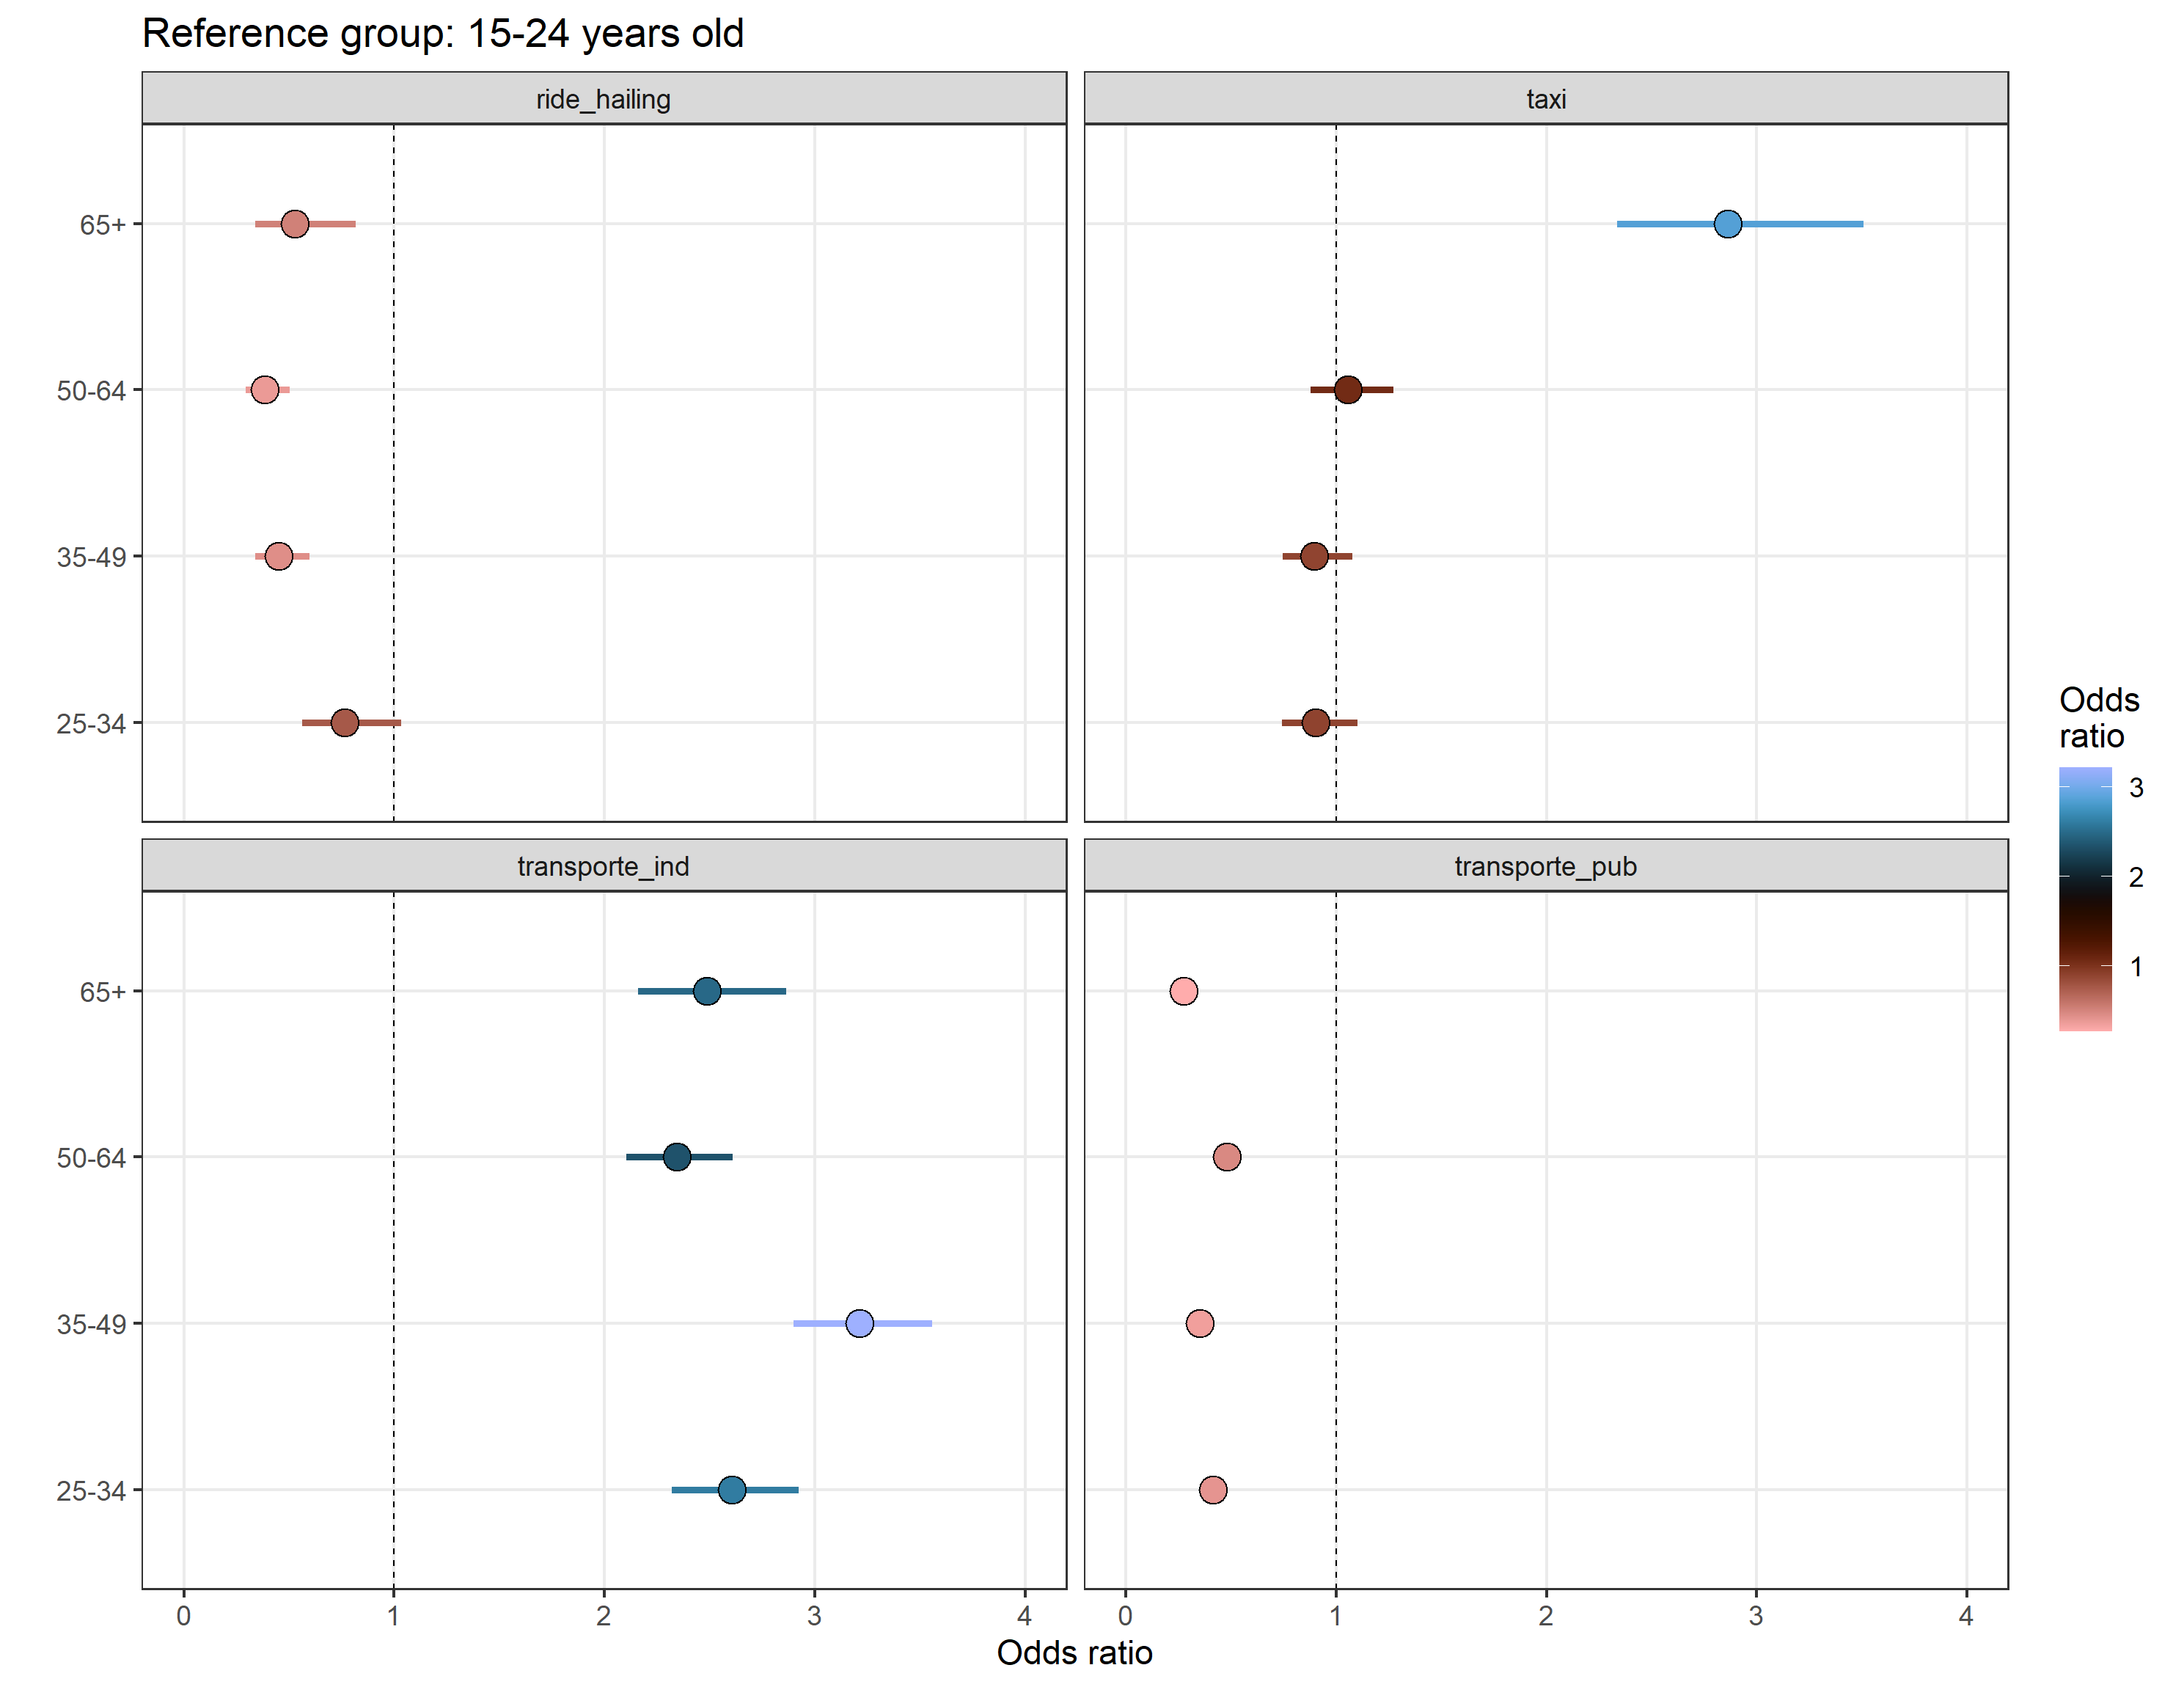 Reference group: 15-24 years old
ride_hailing
taxi
65+
50-64
35-49
25-34
transporte_ind
transporte_pub
65+
50-64
35-49
25-34
0 1 2 3 4
0 1 2 3 4
Odds ratio
Odds
ratio
3
2
1